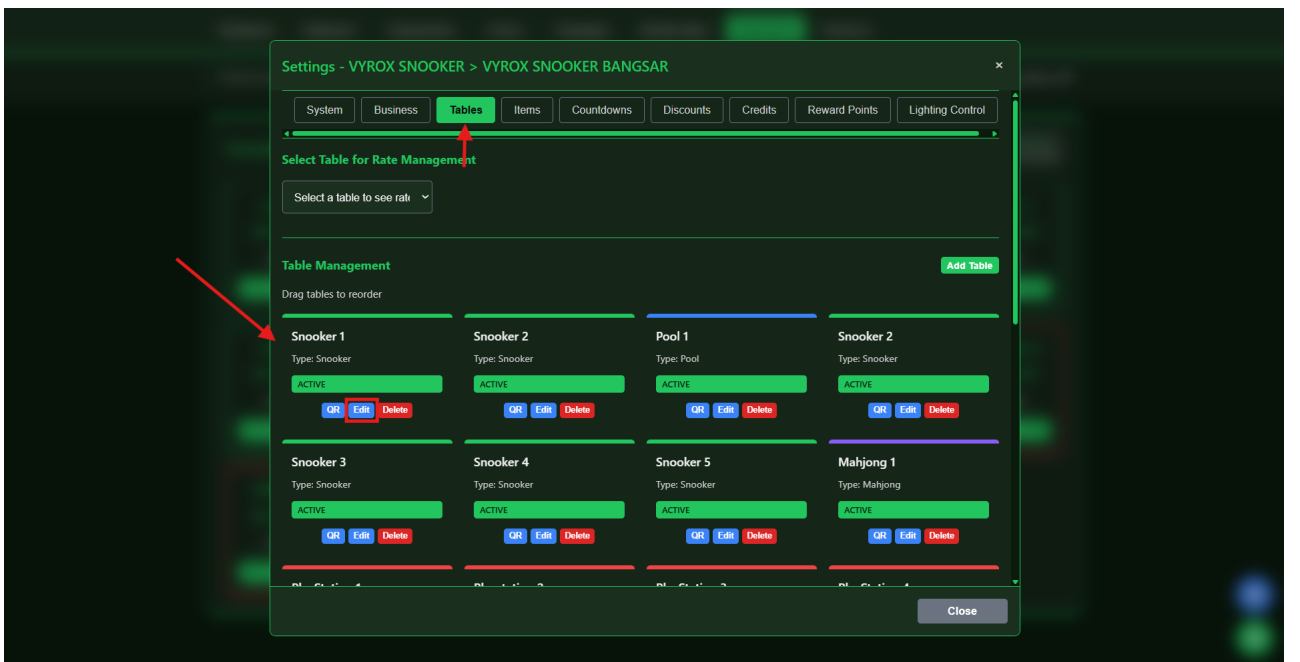 Settings - VYROX SNOOKER > VYROX SNOOKER BANGSAR ×
System Business Tables Items Countdowns Discounts Credits Reward Points Lighting Control
Select Table for Rate Management
Select a table to see rat
Table Management Add Table
Drag tables to reorder
Snooker 1 Snooker 2 Pool 1 Snooker 2
Type: Snooker Type: Snooker Type: Pool Type: Snooker
ACTIVE ACTIVE ACTIVE ACTIVE
QR Edit Delete QR Edit Delete QR Edit Delete QR Edit Delete
Snooker 3 Snooker 4 Snooker 5 Mahjong 1
Type: Snooker Type: Snooker Type: Snooker Type: Mahjong
ACTIVE ACTIVE ACTIVE ACTIVE
QR Edit Delete QR Edit Delete QR Edit Delete QR Edit Delete
Close